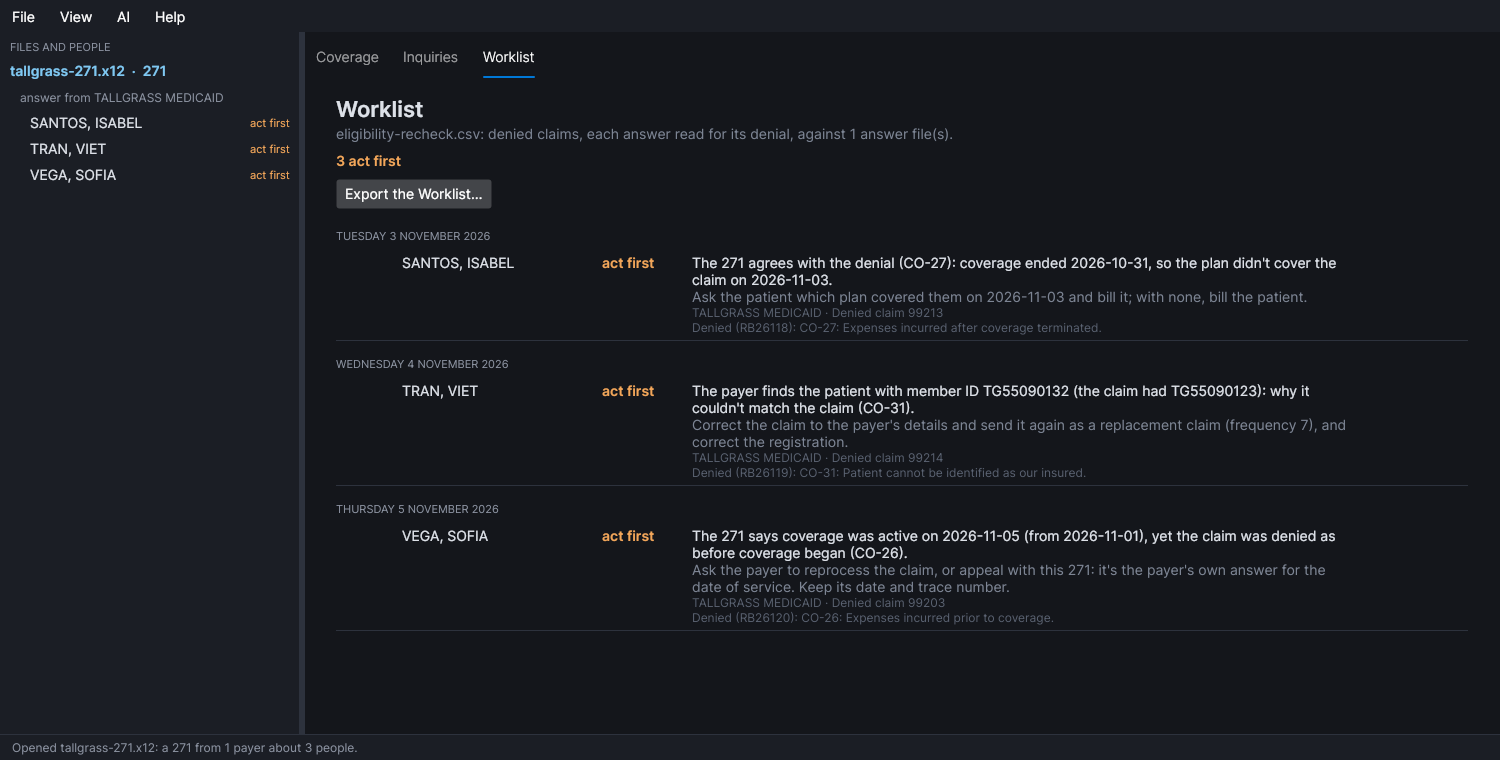 File View AI Help
FILES AND PEOPLE
tallgrass-271.x12 · 271
answer from TALLGRASS MEDICAID
SANTOS, ISABEL act first
TRAN, VIET act first
VEGA, SOFIA act first
Coverage Inquiries Worklist
Worklist
eligibility-recheck.csv: denied claims, each answer read for its denial, against 1 answer file(s).
3 act first
Export the Worklist...
TUESDAY 3 NOVEMBER 2026
SANTOS, ISABEL act first The 271 agrees with the denial (CO-27): coverage ended 2026-10-31, so the plan didn't cover the
claim on 2026-11-03.
Ask the patient which plan covered them on 2026-11-03 and bill it; with none, bill the patient.
TALLGRASS MEDICAID · Denied claim 99213
Denied (RB26118): CO-27: Expenses incurred after coverage terminated.
WEDNESDAY 4 NOVEMBER 2026
TRAN, VIET act first The payer finds the patient with member ID TG55090132 (the claim had TG55090123): why it
couldn't match the claim (CO-31).
Correct the claim to the payer's details and send it again as a replacement claim (frequency 7), and
correct the registration.
TALLGRASS MEDICAID · Denied claim 99214
Denied (RB26119): CO-31: Patient cannot be identified as our insured.
THURSDAY 5 NOVEMBER 2026
VEGA, SOFIA act first The 271 says coverage was active on 2026-11-05 (from 2026-11-01), yet the claim was denied as
before coverage began (CO-26).
Ask the payer to reprocess the claim, or appeal with this 271: it's the payer's own answer for the
date of service. Keep its date and trace number.
TALLGRASS MEDICAID · Denied claim 99203
Denied (RB26120): CO-26: Expenses incurred prior to coverage.
Opened tallgrass-271.x12: a 271 from 1 payer about 3 people.